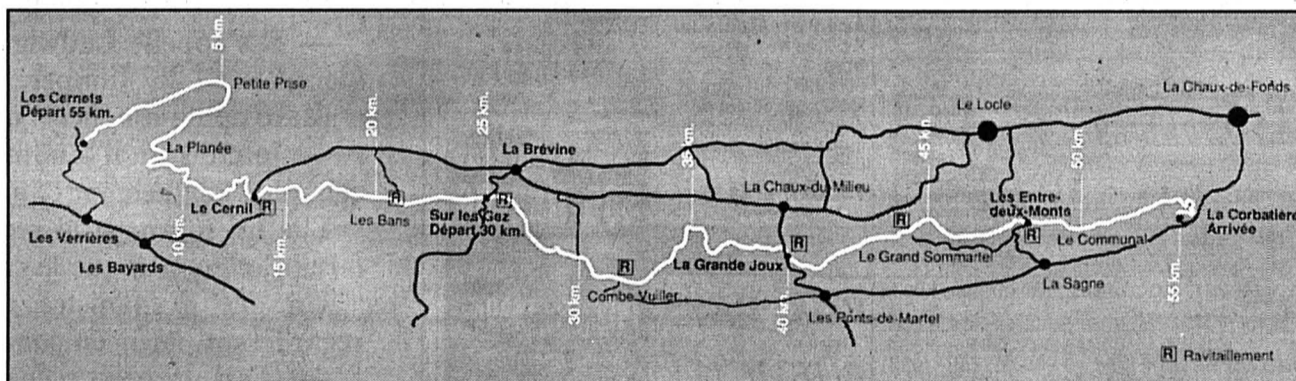 5 km.
Petite Prise
Les Cernets
Départ 55 km.
La Planée
Le Cernil
R
10 km.
15 km.
Les Verrières
Les Bayards
20 km.
R
Les Bans
25 km.
La Brévine
R
Sur les Gez
Départ 30 km.
30 km.
R
Combe Vuiller
35 km.
La Grande Joux
La Chaux-du-Milieu
R
40 km.
Les Ponts-de-Martel
R
45 km.
Le Grand Sommartel
Le Locle
Les Entre-
deux-Monts
R
50 km.
Le Communal
La Sagne
La Chaux-de-Fonds
La Corbatière
Arrivée
55 km.
R Ravitaillement